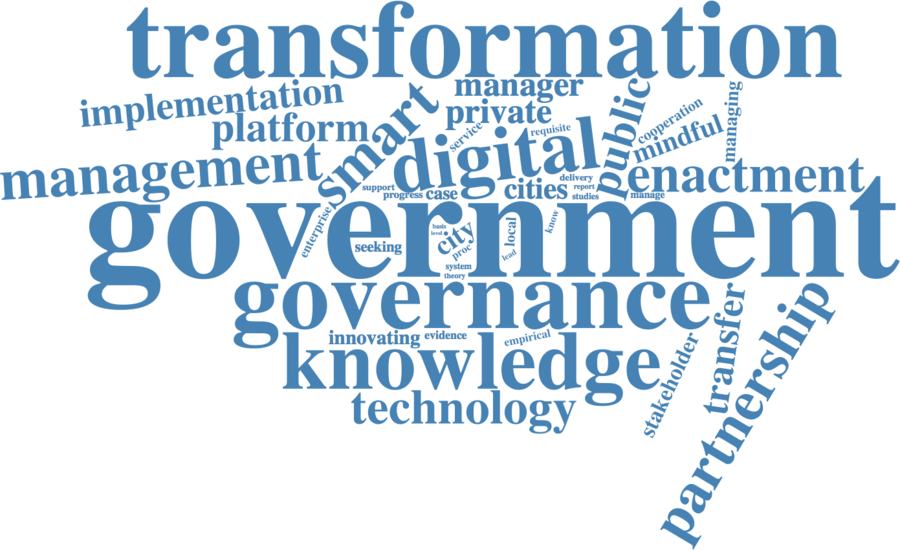 transformation
implementation
manager
private
platform
smart
public
cooperation
managing
mindful
service
requisite
digital
management
enactment
support
progress
case
cities
delivery
report
studies
manage
government
enterprise
seeking
basis
level
city
proc
system
theory
local
lead
know
governance
innovating
evidence
empirical
knowledge
technology
stakeholder
transfer
partnership